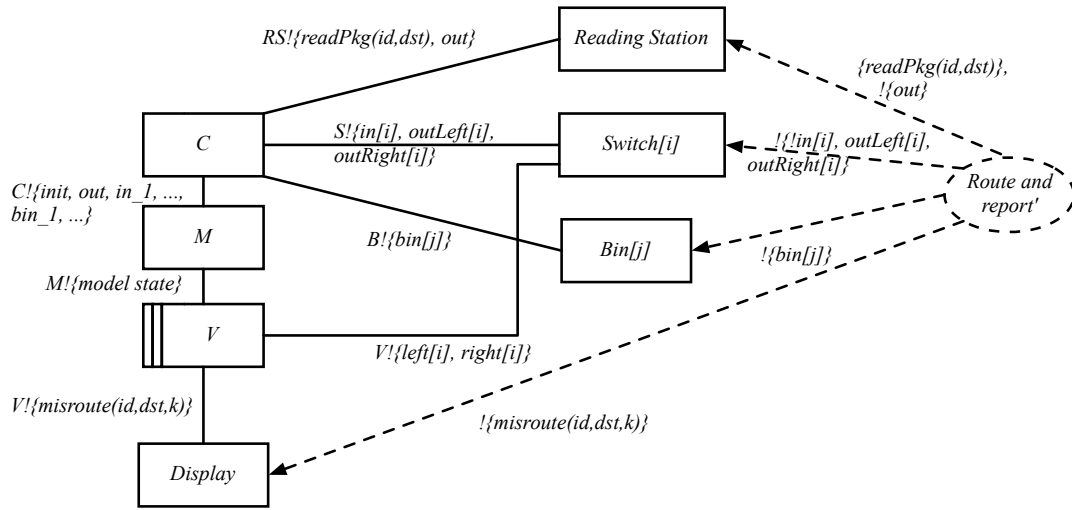 RS!{readPkg(id,dst), out}
Reading Station
{readPkg(id,dst)},
!{out}
C
S!{in[i], outLeft[i],
outRight[i]}
Switch[i]
!{!in[i], outLeft[i],
outRight[i]}
Route and
report'
C!{init, out, in_1, ...,
bin_1, ...}
M
B!{bin[j]}
Bin[j]
!{bin[j]}
M!{model state}
V
V!{left[i], right[i]}
V!{misroute(id,dst,k)}
!{misroute(id,dst,k)}
Display